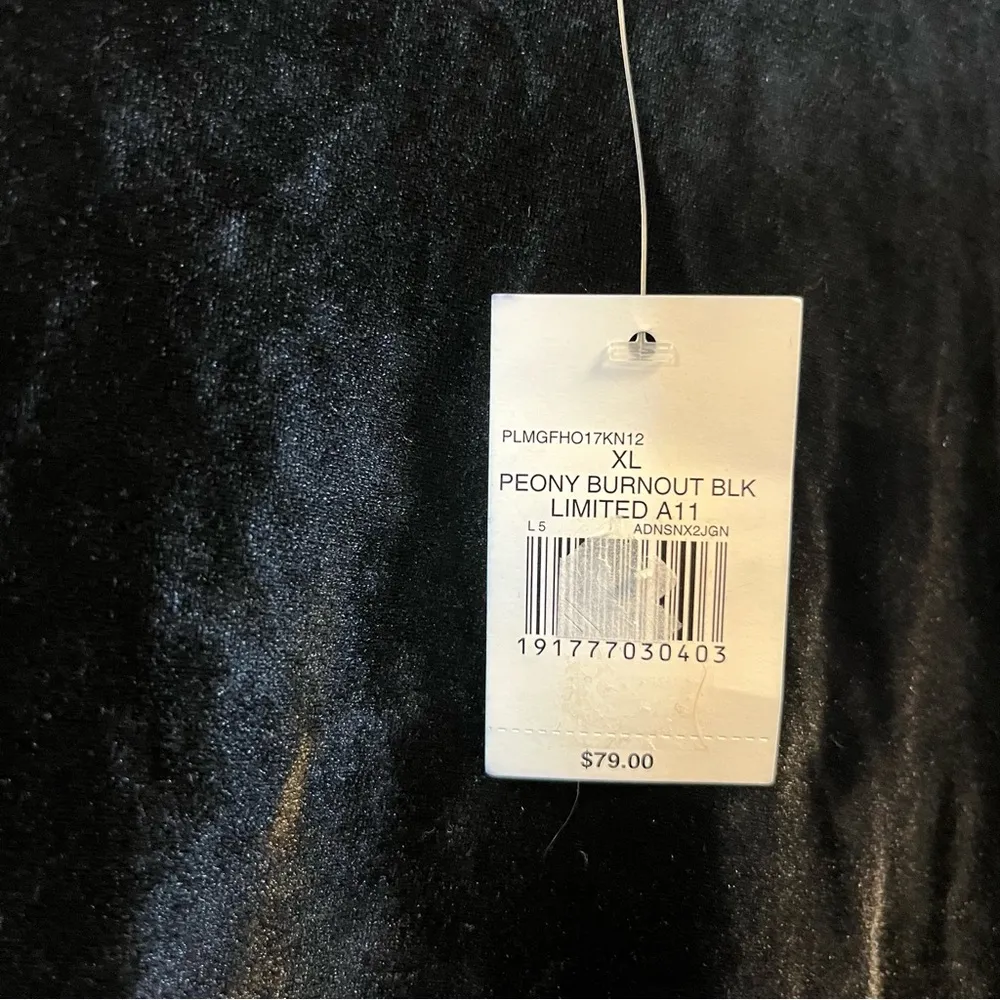 PLMGFHO17KN12
XL
PEONY BURNOUT BLK
LIMITED A11
L 5 ADNSNX2JGN
191777030403
$79.00